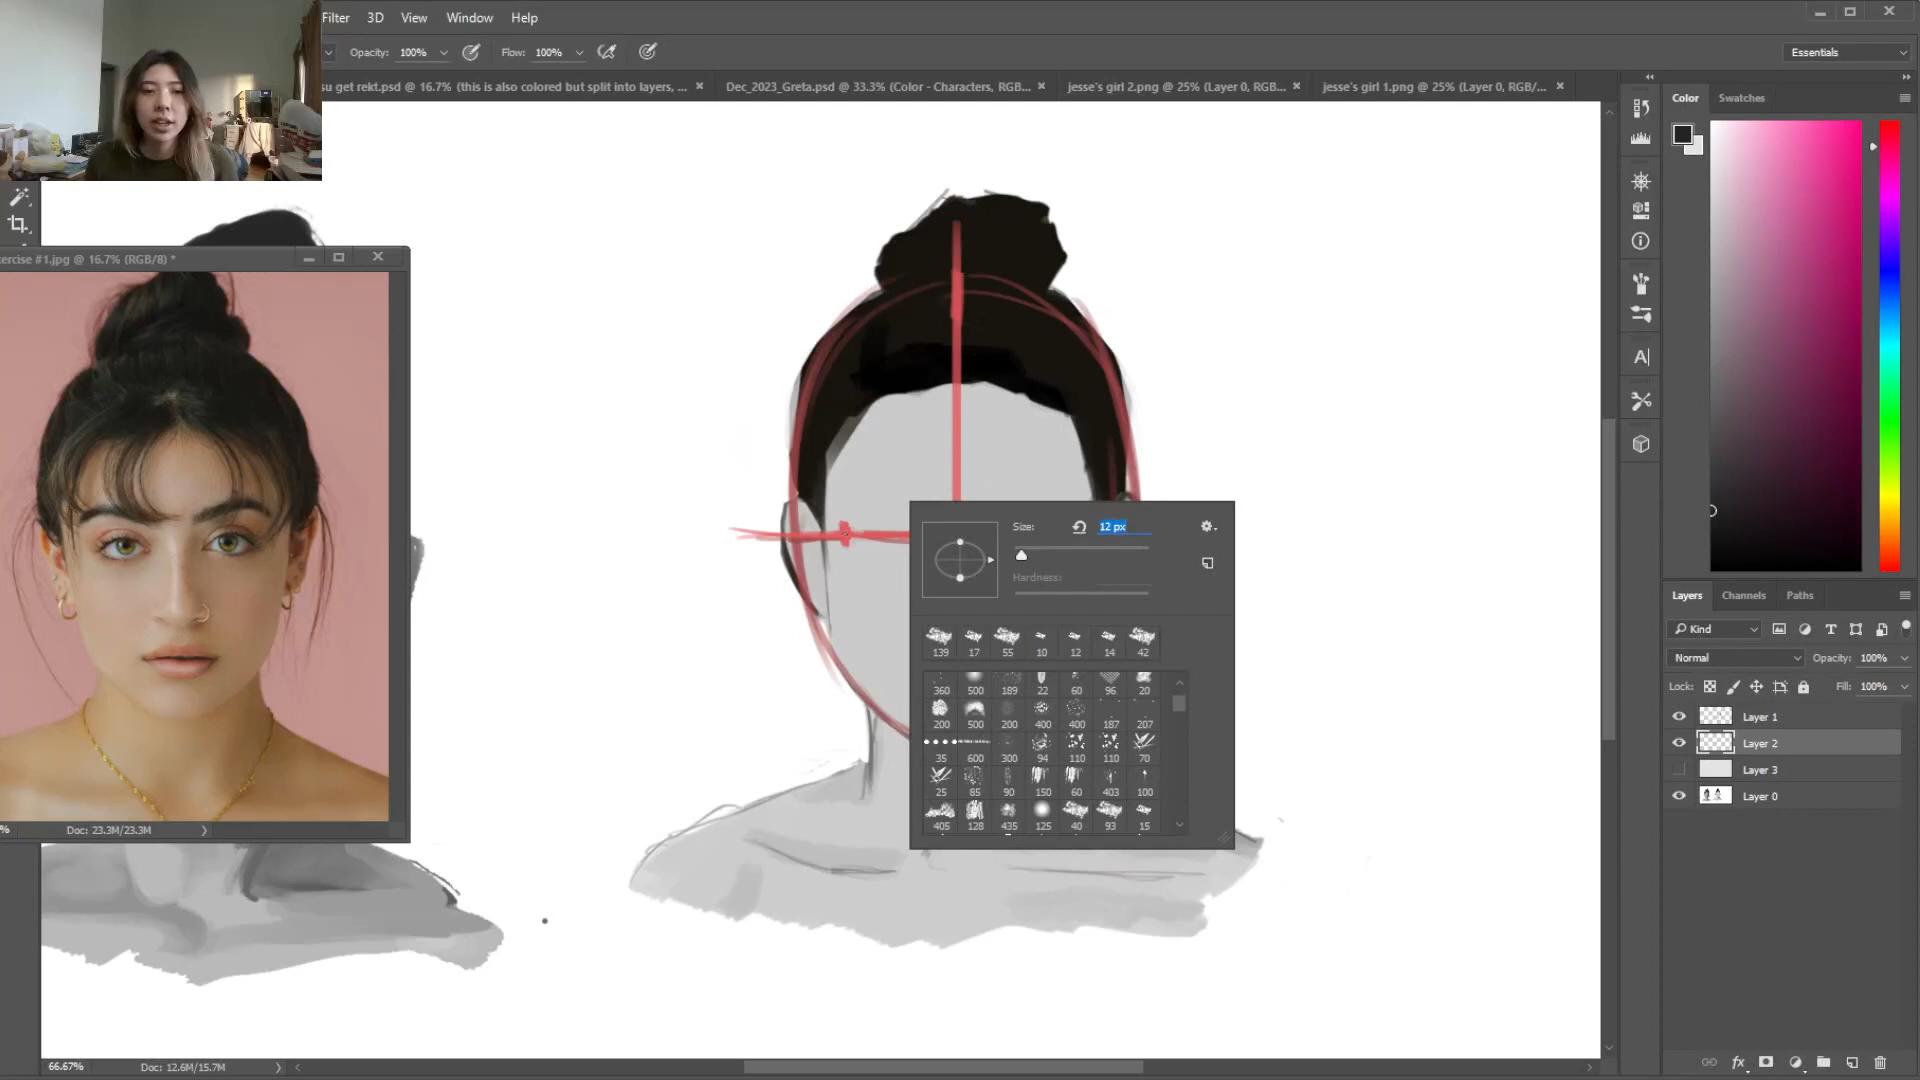 Filter 3D View Window Help
Opacity: 100% Flow: 100% Essentials
su get rekt.psd @ 16.7% (this is also colored but split into layers, ... Dec_2023_Greta.psd @ 33.3% (Color - Characters, RGB... jesse's girl 2.png @ 25% (Layer 0, RGB... jesse's girl 1.png @ 25% (Layer 0, RGB/...
Color Swatches
ercise #1.jpg @ 16.7% (RGB/8) *
Size: 12 px
Hardness:
139 17 55 10 12 14 42
360 500 189 22 60 96 20
200 500 200 400 400 187 207
35 600 300 94 110 110 70
25 85 90 150 60 403 100
405 128 435 125 40 93 15
Layers Channels Paths
Kind
Normal Opacity: 100%
Lock: Fill: 100%
Layer 1
Layer 2
Layer 3
Layer 0
% Doc: 23.3M/23.3M
66.67% Doc: 12.6M/15.7M